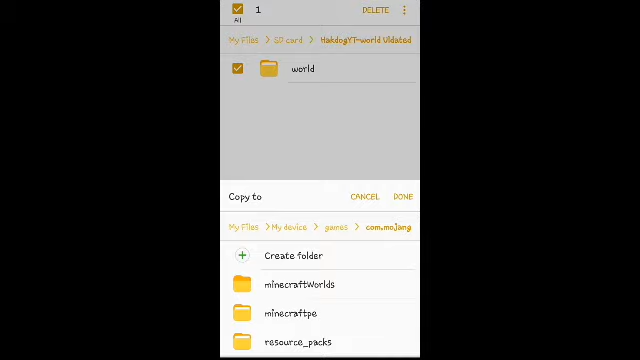 1 DELETE
All
My Files > SD card > HakdogYT-world Uldated
world
Copy to CANCEL DONE
My Files > My device > games > com.mojang
Create folder
minecraftWorlds
minecraftpe
resource_packs